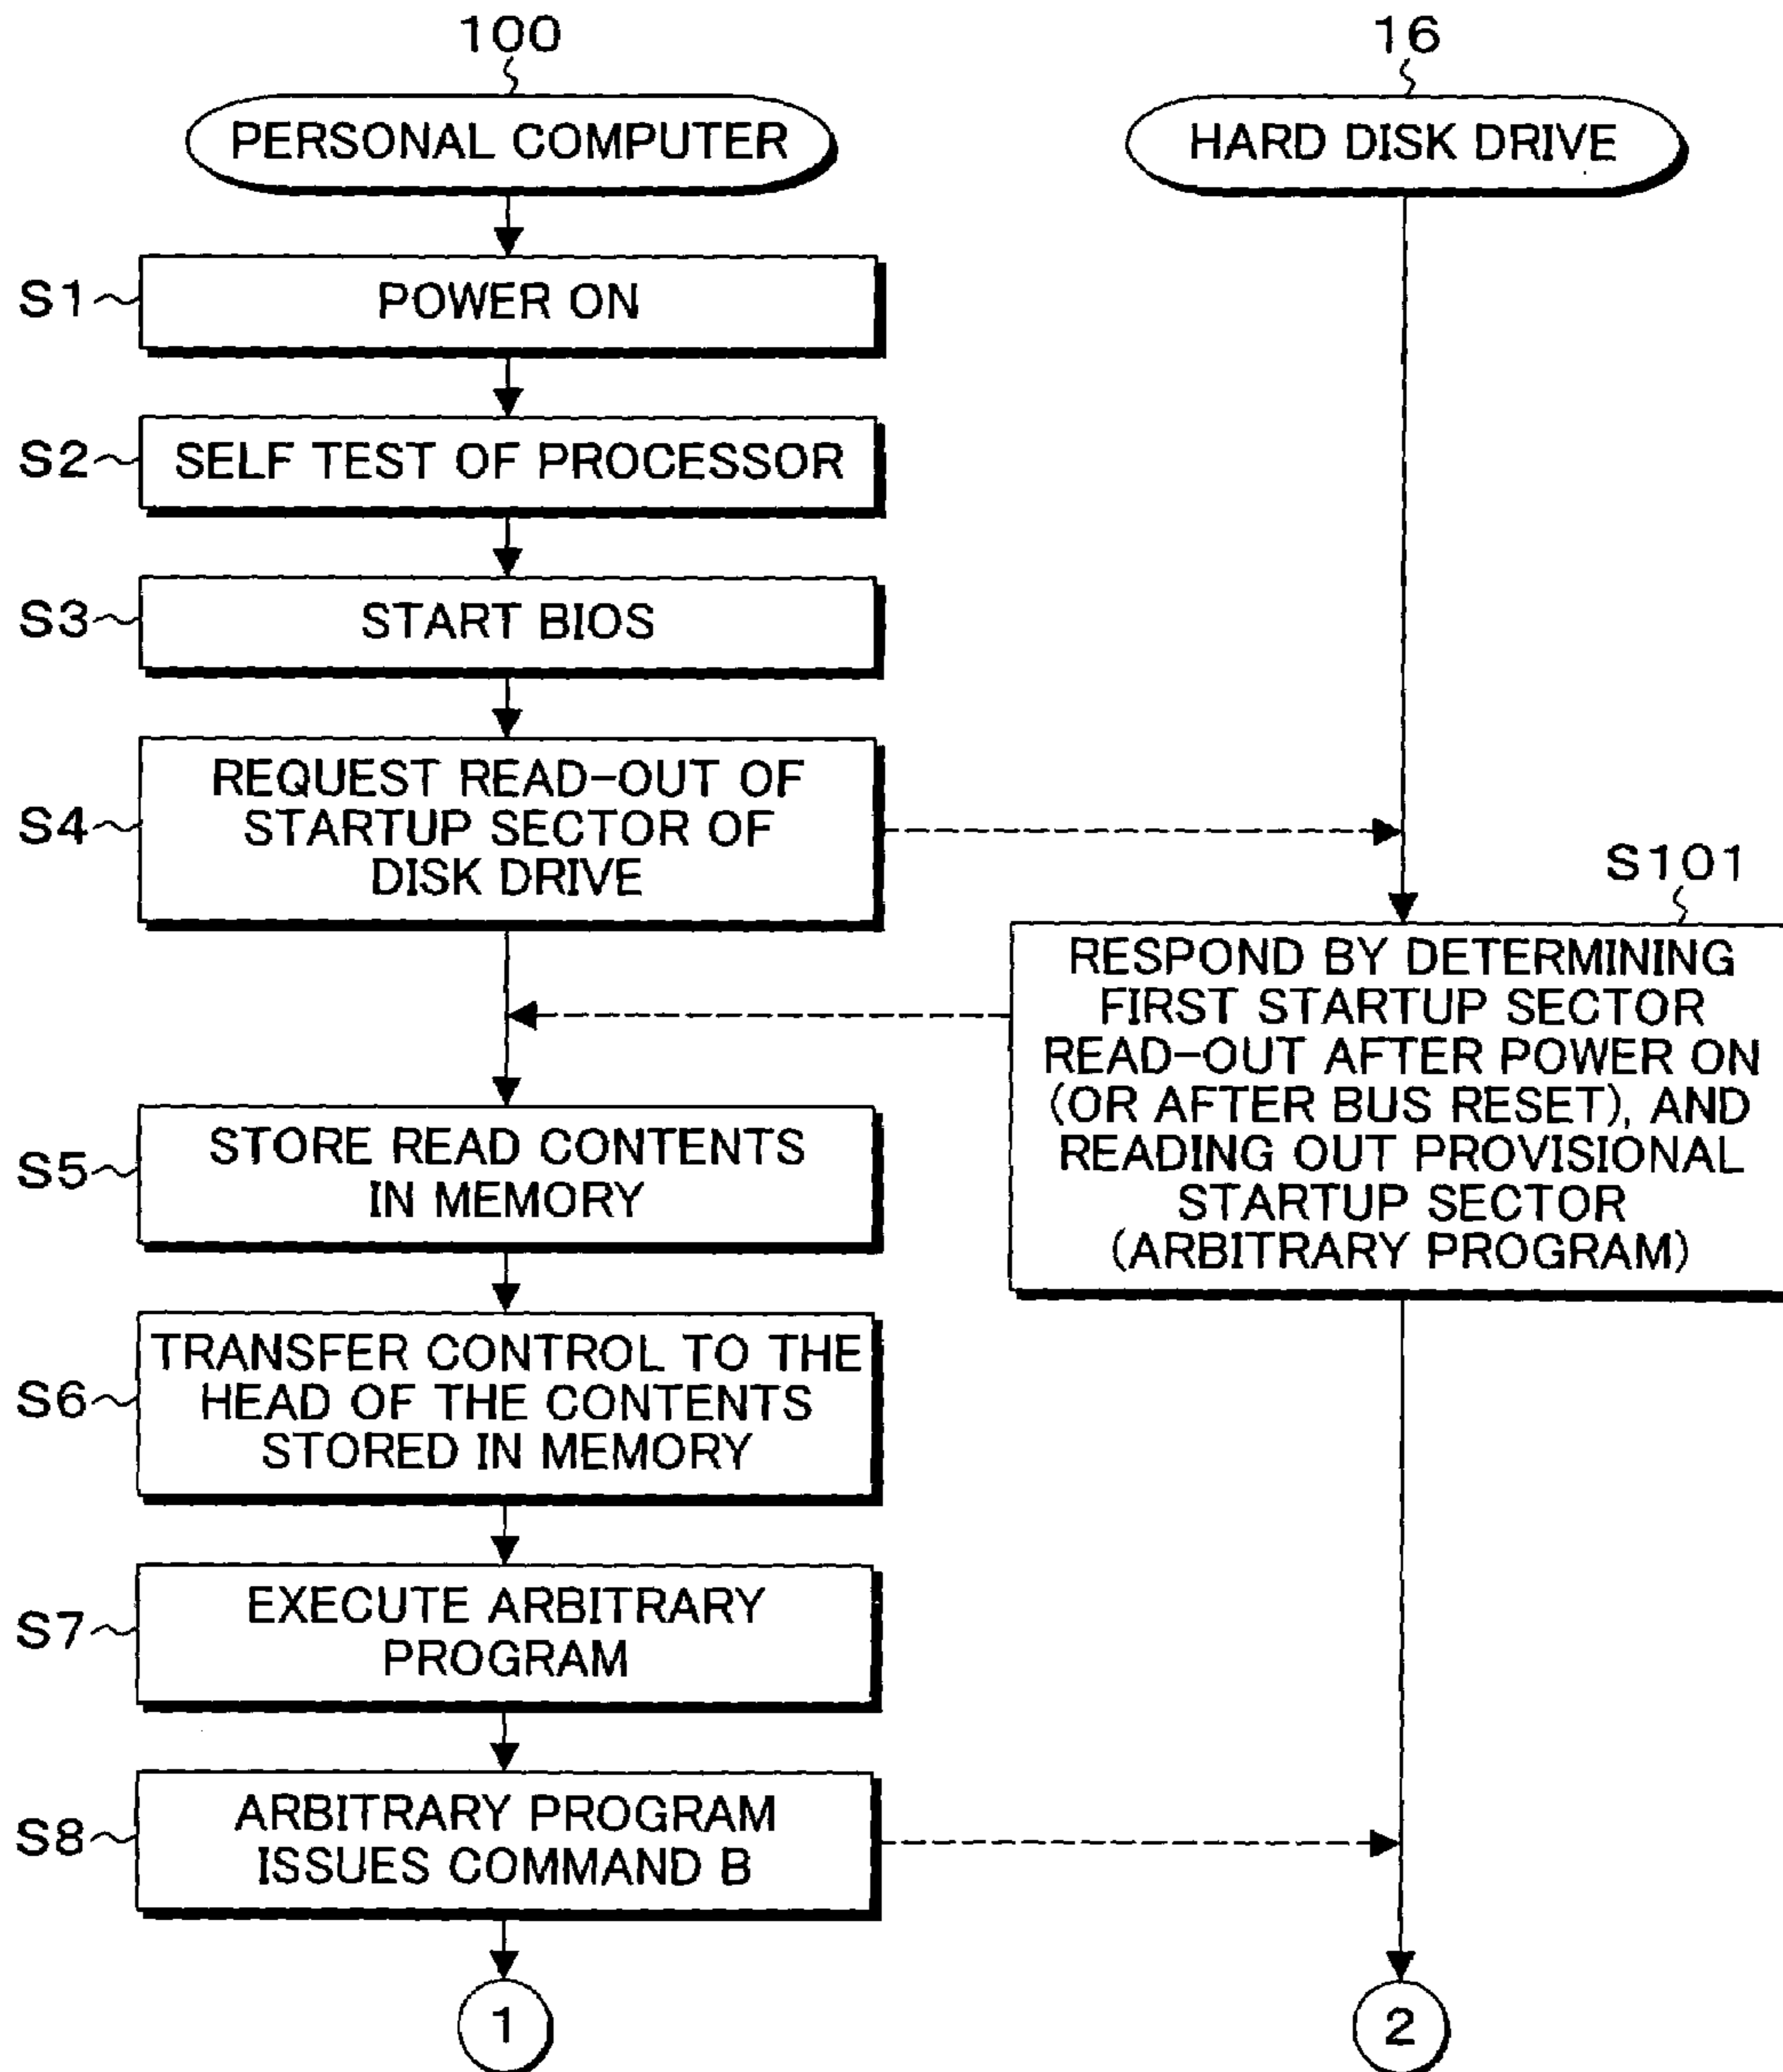 100
PERSONAL COMPUTER
16
HARD DISK DRIVE
S1
POWER ON
S2
SELF TEST OF PROCESSOR
S3
START BIOS
S4
REQUEST READ-OUT OF
STARTUP SECTOR OF
DISK DRIVE
S101
RESPOND BY DETERMINING
FIRST STARTUP SECTOR
READ-OUT AFTER POWER ON
(OR AFTER BUS RESET), AND
READING OUT PROVISIONAL
STARTUP SECTOR
(ARBITRARY PROGRAM)
S5
STORE READ CONTENTS
IN MEMORY
S6
TRANSFER CONTROL TO THE
HEAD OF THE CONTENTS
STORED IN MEMORY
S7
EXECUTE ARBITRARY
PROGRAM
S8
ARBITRARY PROGRAM
ISSUES COMMAND B
1
2